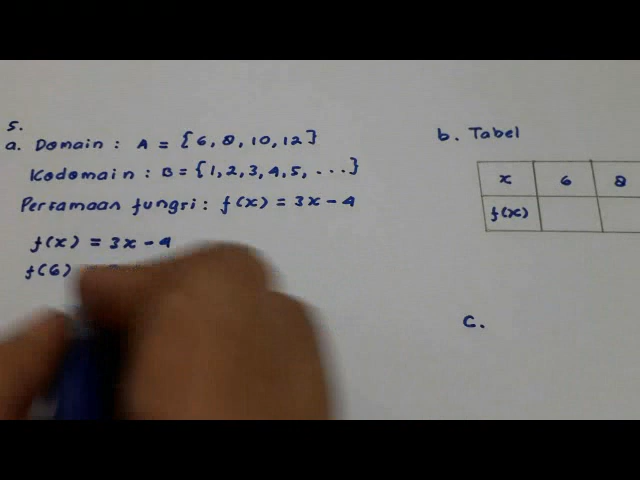 5.
a. Domain : A = {6, 8, 10, 12}
Kodomain : B = {1, 2, 3, 4, 5, ...}
Persamaan fungsi : f(x) = 3x - 4
f(x) = 3x - 4
f(6)
b. Tabel
x 6 8
f(x)
c.